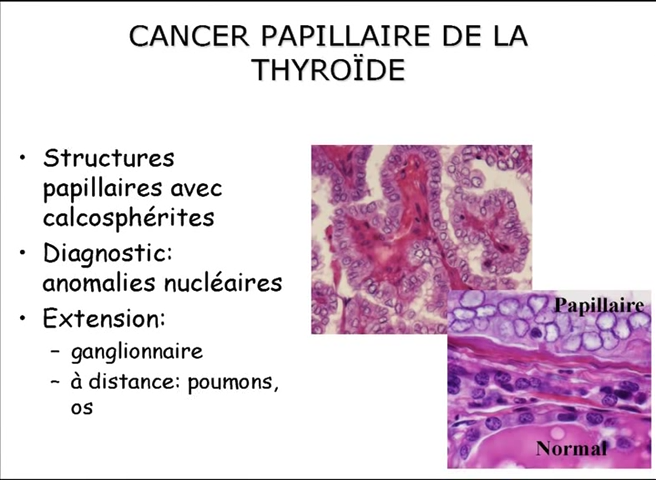 CANCER PAPILLAIRE DE LA
THYROÏDE
• Structures
papillaires avec
calcosphérites
• Diagnostic:
anomalies nucléaires
• Extension:
– ganglionnaire
– à distance: poumons,
os
Papillaire
Normal